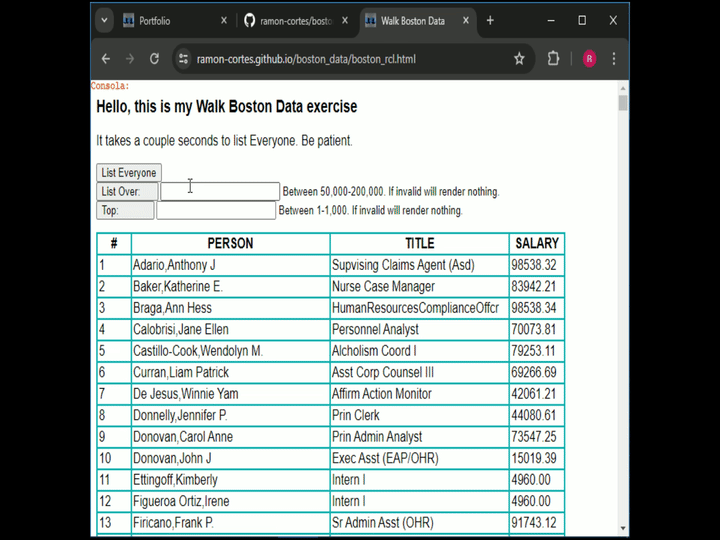 Portfolio
ramon-cortes/bosto
Walk Boston Data
ramon-cortes.github.io/boston_data/boston_rcl.html
R
Consola:
Hello, this is my Walk Boston Data exercise
It takes a couple seconds to list Everyone. Be patient.
List Everyone
List Over: Between 50,000-200,000. If invalid will render nothing.
Top: Between 1-1,000. If invalid will render nothing.
# PERSON TITLE SALARY
1 Adario,Anthony J Supvising Claims Agent (Asd) 98538.32
2 Baker,Katherine E. Nurse Case Manager 83942.21
3 Braga,Ann Hess HumanResourcesComplianceOffcr 98538.34
4 Calobrisi,Jane Ellen Personnel Analyst 70073.81
5 Castillo-Cook,Wendolyn M. Alcholism Coord I 79253.11
6 Curran,Liam Patrick Asst Corp Counsel III 69266.69
7 De Jesus,Winnie Yam Affirm Action Monitor 42061.21
8 Donnelly,Jennifer P. Prin Clerk 44080.61
9 Donovan,Carol Anne Prin Admin Analyst 73547.25
10 Donovan,John J Exec Asst (EAP/OHR) 15019.39
11 Ettingoff,Kimberly Intern I 4960.00
12 Figueroa Ortiz,Irene Intern I 4960.00
13 Firicano,Frank P. Sr Admin Asst (OHR) 91743.12